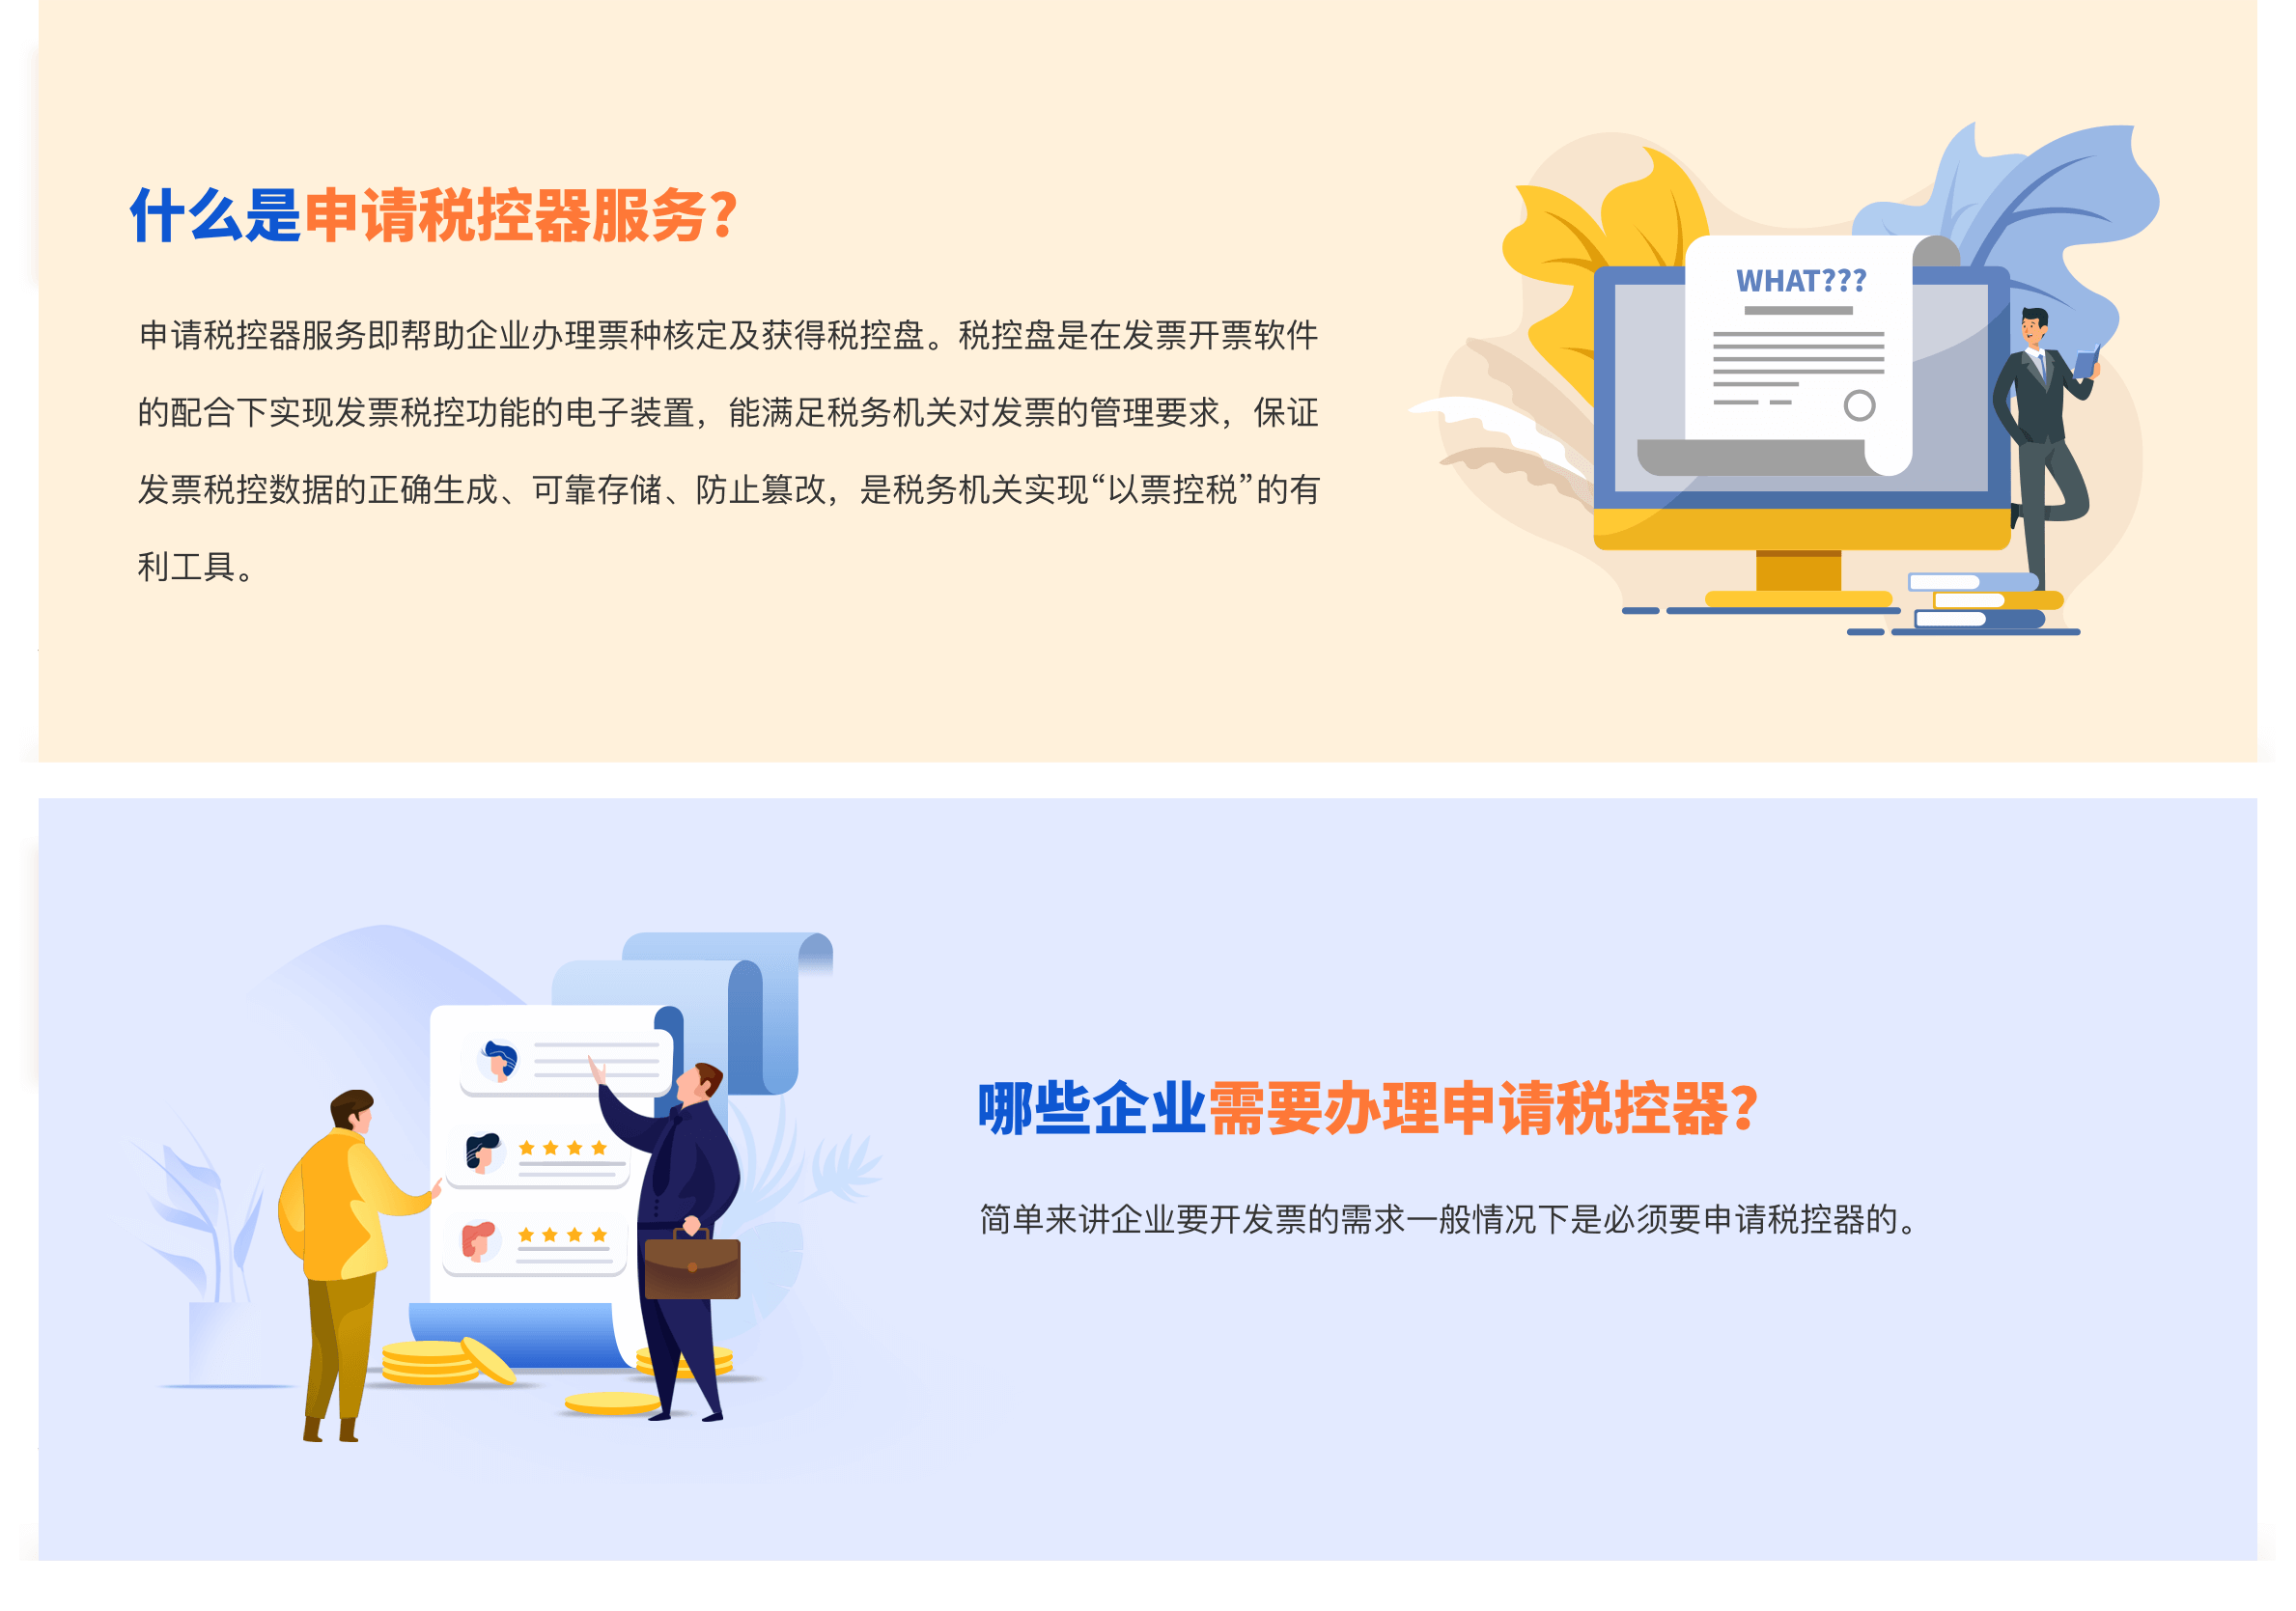 什么是申请税控器服务?
申请税控器服务即帮助企业办理票种核定及获得税控盘。税控盘是在发票开票软件
的配合下实现发票税控功能的电子装置，能满足税务机关对发票的管理要求，保证
发票税控数据的正确生成、可靠存储、防止篡改，是税务机关实现“以票控税”的有
利工具。
WHAT???
哪些企业需要办理申请税控器?
简单来讲企业要开发票的需求一般情况下是必须要申请税控器的。